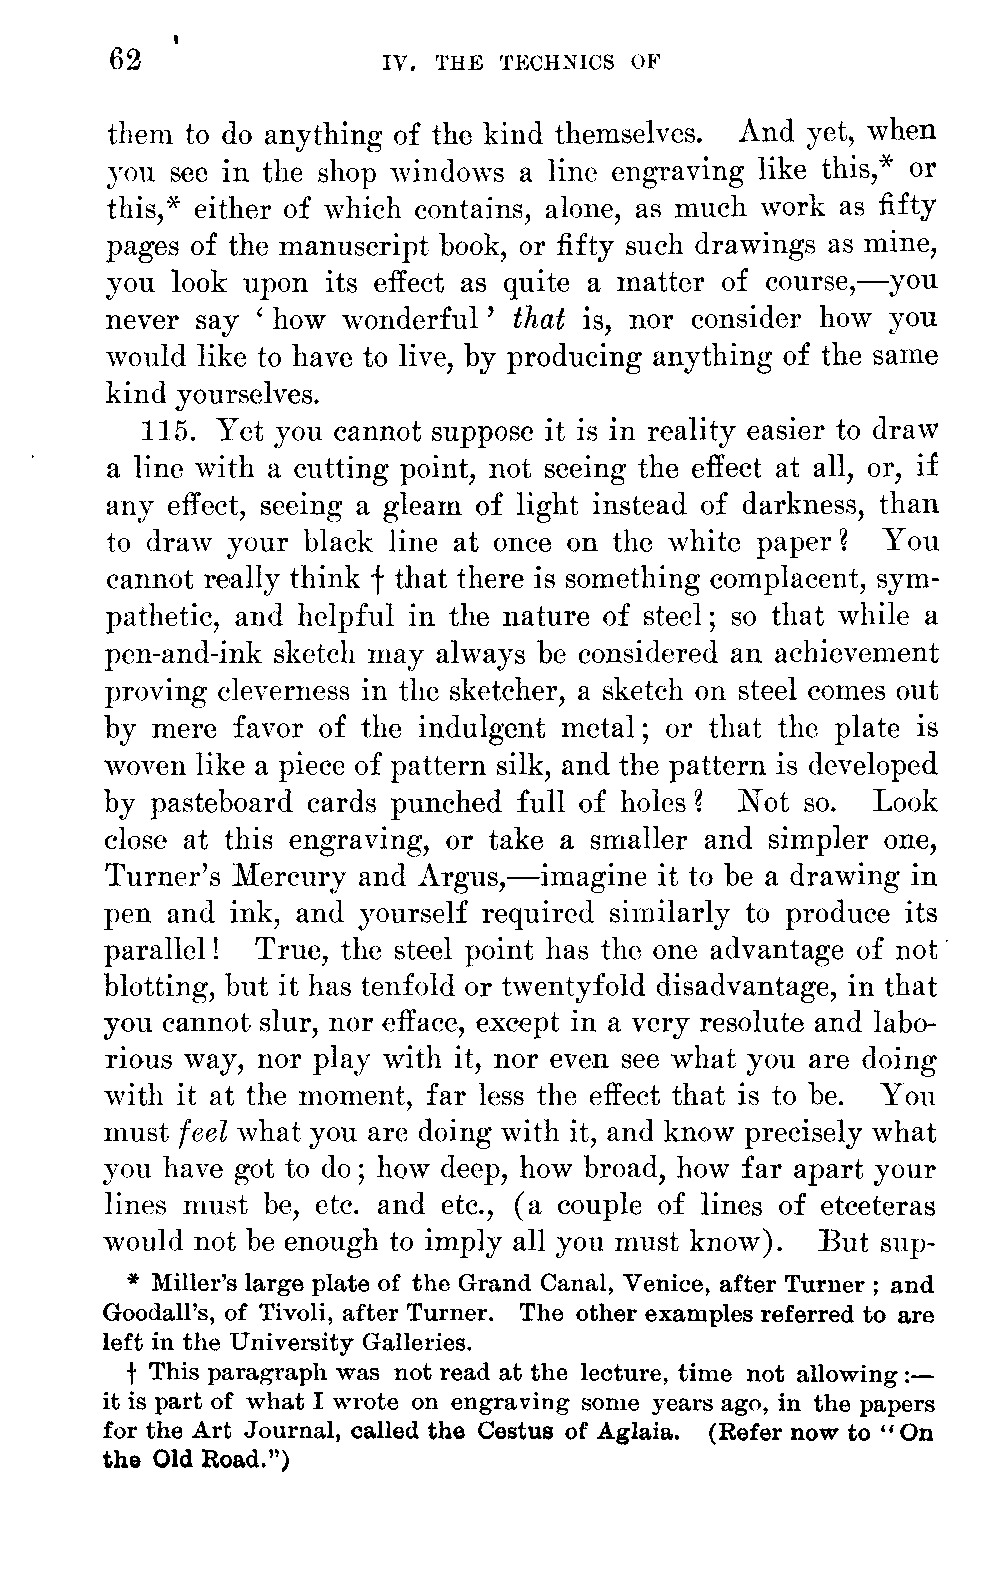 62 IV. THE TECHNICS OF
them to do anything of the kind themselves. And yet, when
you see in the shop windows a line engraving like this,* or
this,* either of which contains, alone, as much work as fifty
pages of the manuscript book, or fifty such drawings as mine,
you look upon its effect as quite a matter of course,—you
never say ‘how wonderful’ that is, nor consider how you
would like to have to live, by producing anything of the same
kind yourselves.
115. Yet you cannot suppose it is in reality easier to draw
a line with a cutting point, not seeing the effect at all, or, if
any effect, seeing a gleam of light instead of darkness, than
to draw your black line at once on the white paper? You
cannot really think † that there is something complacent, sym-
pathetic, and helpful in the nature of steel; so that while a
pen-and-ink sketch may always be considered an achievement
proving cleverness in the sketcher, a sketch on steel comes out
by mere favor of the indulgent metal; or that the plate is
woven like a piece of pattern silk, and the pattern is developed
by pasteboard cards punched full of holes? Not so. Look
close at this engraving, or take a smaller and simpler one,
Turner’s Mercury and Argus,—imagine it to be a drawing in
pen and ink, and yourself required similarly to produce its
parallel! True, the steel point has the one advantage of not
blotting, but it has tenfold or twentyfold disadvantage, in that
you cannot slur, nor efface, except in a very resolute and labo-
rious way, nor play with it, nor even see what you are doing
with it at the moment, far less the effect that is to be. You
must feel what you are doing with it, and know precisely what
you have got to do; how deep, how broad, how far apart your
lines must be, etc. and etc., (a couple of lines of etceteras
would not be enough to imply all you must know). But sup-
* Miller’s large plate of the Grand Canal, Venice, after Turner; and
Goodall’s, of Tivoli, after Turner. The other examples referred to are
left in the University Galleries.
† This paragraph was not read at the lecture, time not allowing:—
it is part of what I wrote on engraving some years ago, in the papers
for the Art Journal, called the Cestus of Aglaia. (Refer now to “On
the Old Road.”)